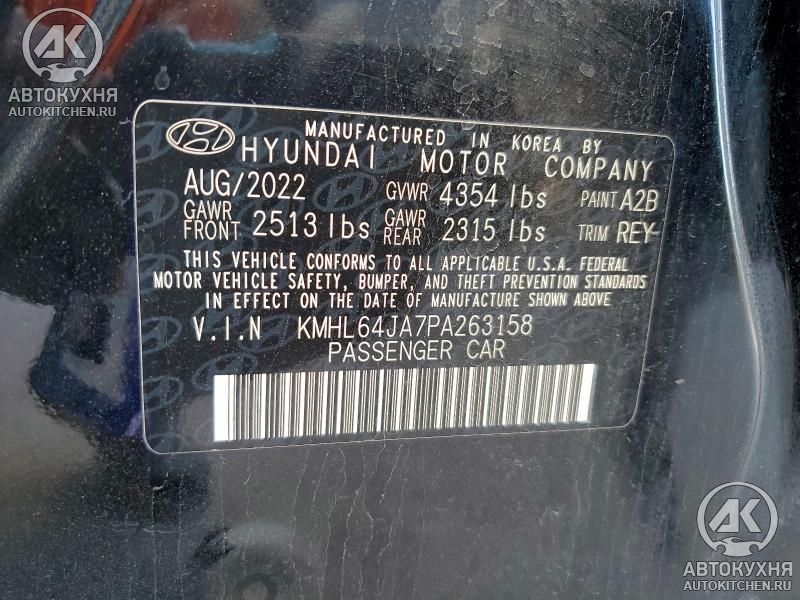 АК
АВТОКУХНЯ
AUTOKITCHEN.RU
MANUFACTURED IN KOREA BY
HYUNDAI MOTOR COMPANY
AUG/2022 GVWR 4354 lbs PAINT A2B
GAWR FRONT 2513 lbs GAWR REAR 2315 lbs TRIM REY
THIS VEHICLE CONFORMS TO ALL APPLICABLE U.S.A. FEDERAL
MOTOR VEHICLE SAFETY, BUMPER, AND THEFT PREVENTION STANDARDS
IN EFFECT ON THE DATE OF MANUFACTURE SHOWN ABOVE
V.I.N KMHL64JA7PA263158
PASSENGER CAR
АК
АВТОКУХНЯ
AUTOKITCHEN.RU